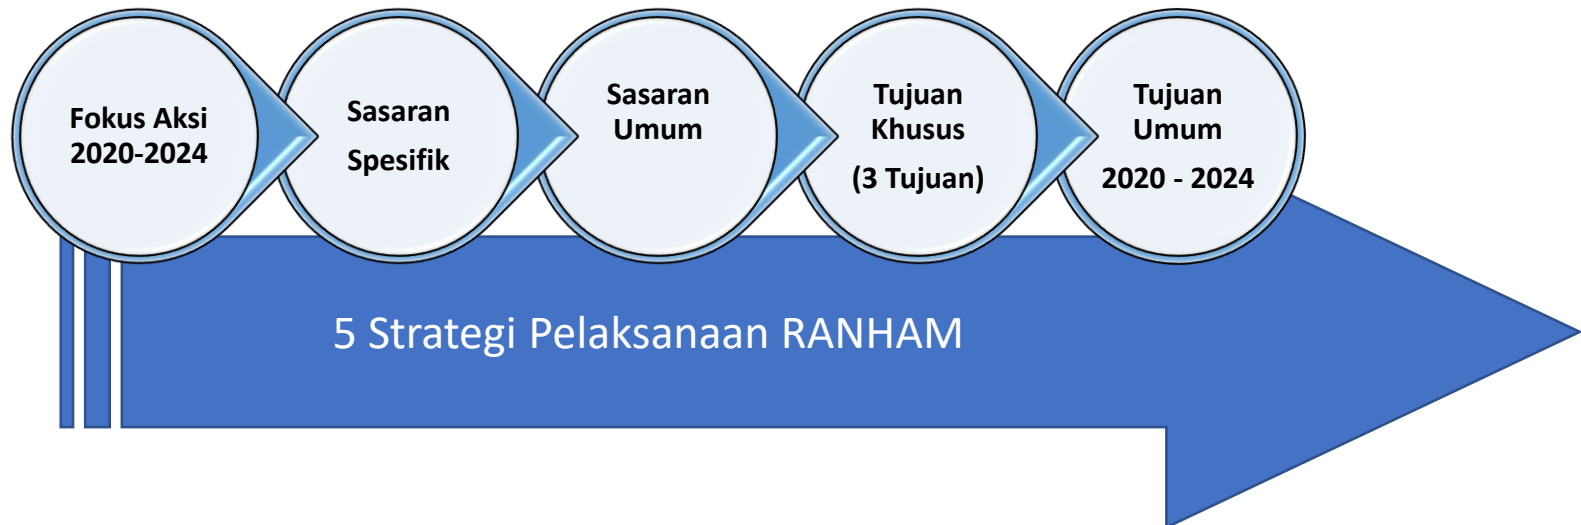 Fokus Aksi
2020-2024
Sasaran
Spesifik
Sasaran
Umum
Tujuan
Khusus
(3 Tujuan)
Tujuan
Umum
2020 - 2024
5 Strategi Pelaksanaan RANHAM